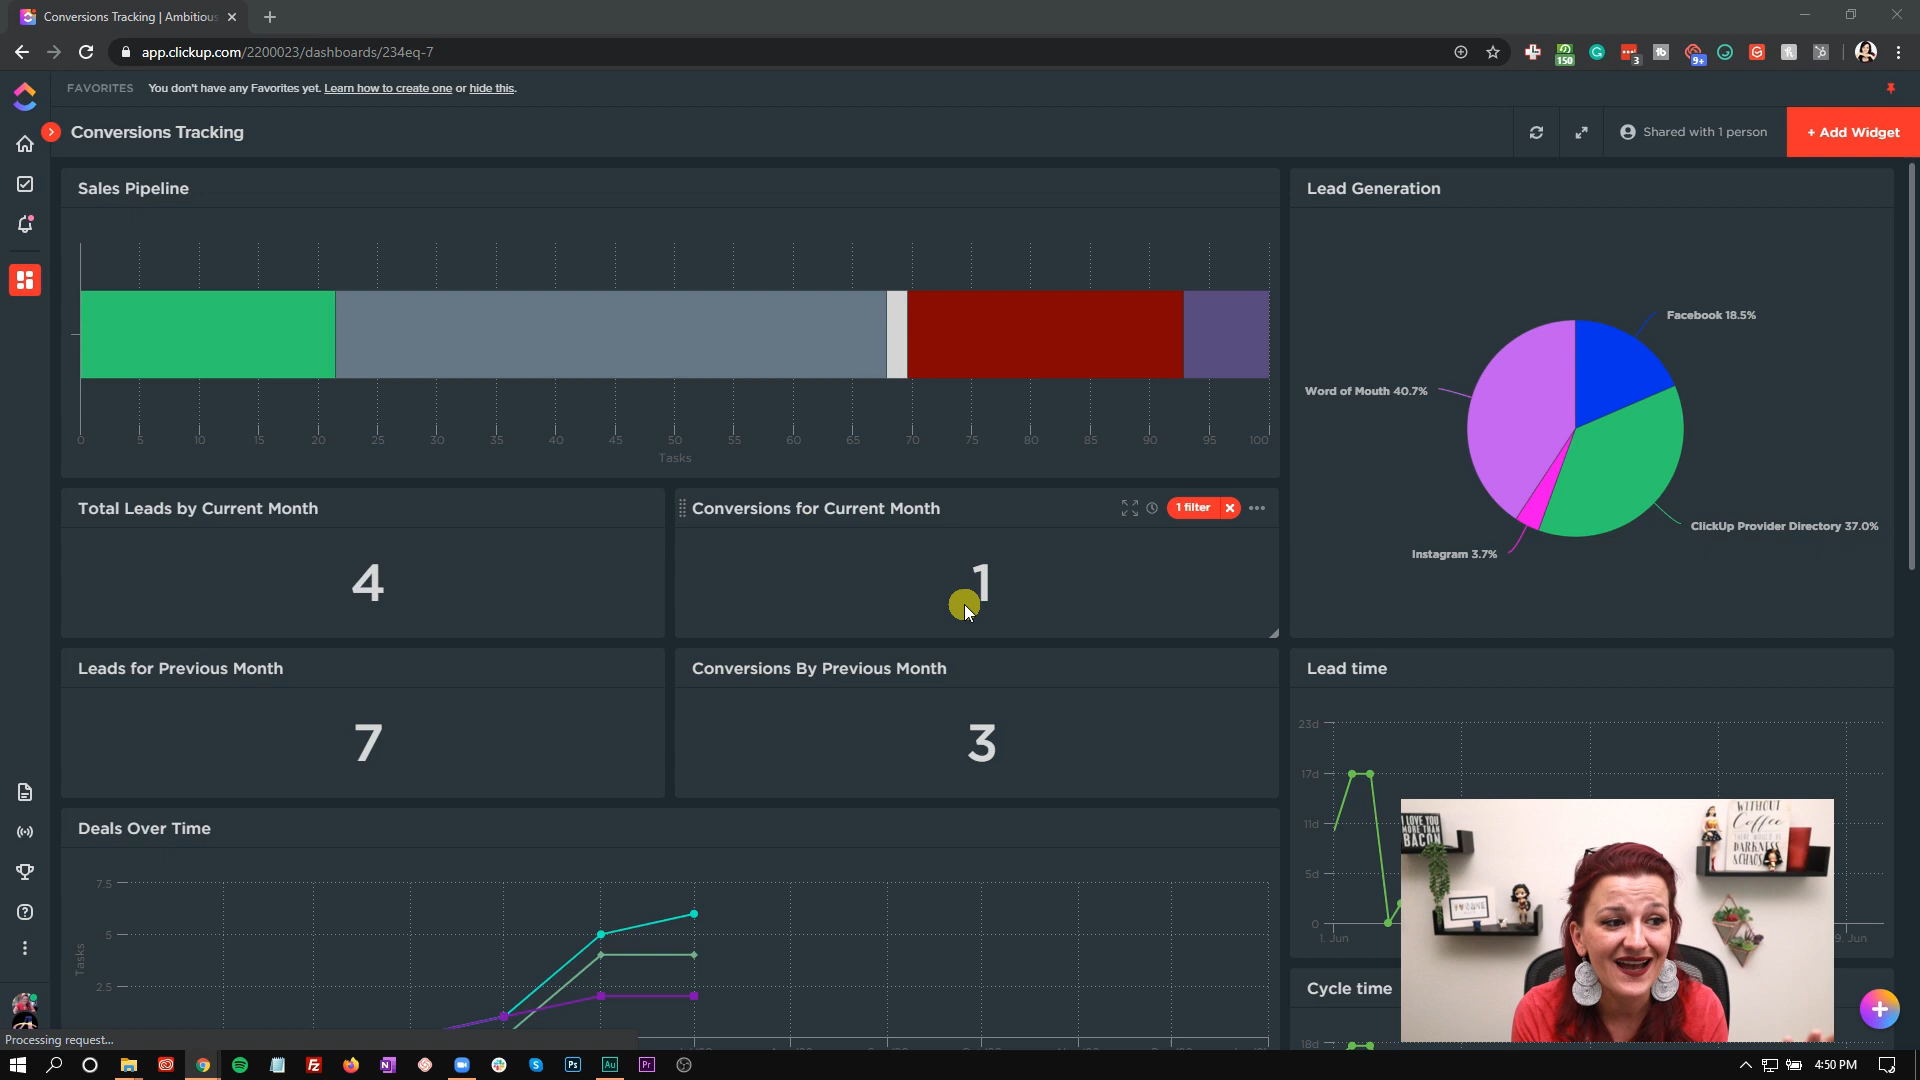 Conversions Tracking | Ambitious
app.clickup.com/2200023/dashboards/234eq-7
150
3
9+
FAVORITES You don't have any Favorites yet. Learn how to create one or hide this.
Conversions Tracking
Shared with 1 person
+ Add Widget
Sales Pipeline
0 5 10 15 20 25 30 35 40 45 50 55 60 65 70 75 80 85 90 95 100
Tasks
Lead Generation
Facebook 18.5%
Word of Mouth 40.7%
ClickUp Provider Directory 37.0%
Instagram 3.7%
Total Leads by Current Month
4
Conversions for Current Month
1 filter
1
Leads for Previous Month
7
Conversions By Previous Month
3
Lead time
23d
17d
11d
5d
0
1. Jun
9. Jun
Deals Over Time
7.5
5
2.5
Tasks
I LOVE YOU
MORE THAN
BACON
WITHOUT
Coffee
THERE WOULD BE
DARKNESS
& CHAOS
Cycle time
18d
Processing request...
4:50 PM